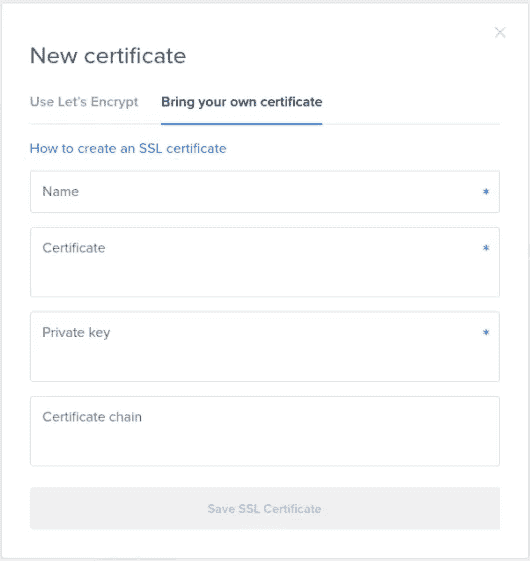 New certificate
Use Let's Encrypt Bring your own certificate
How to create an SSL certificate
Name *
Certificate *
Private key *
Certificate chain
Save SSL Certificate